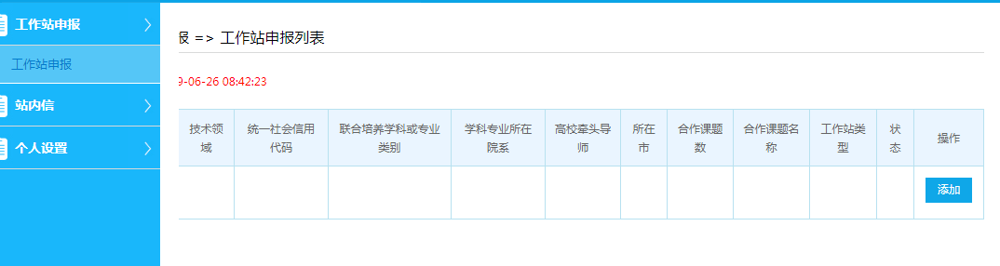 工作站申报
工作站申报
站内信
个人设置
报 => 工作站申报列表
9-06-26 08:42:23
技术领
域
统一社会信用
代码
联合培养学科或专业
类别
学科专业所在
院系
高校牵头导
师
所在
市
合作课题
数
合作课题名
称
工作站类
型
状
态
操作
添加